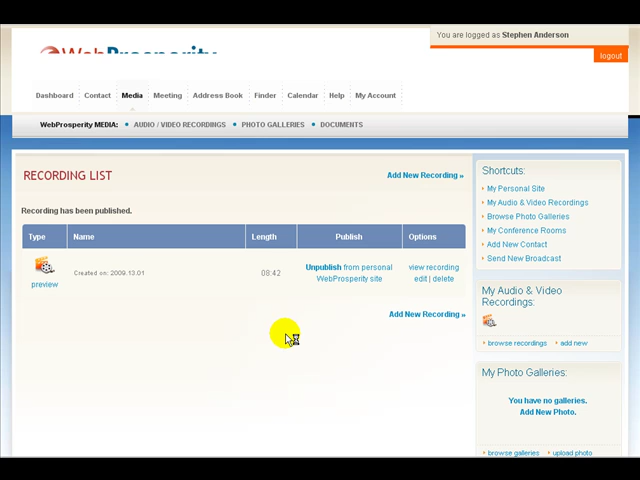 You are logged as Stephen Anderson
WebProsperity
logout
Dashboard Contact Media Meeting Address Book Finder Calendar Help My Account
WebProsperity MEDIA: AUDIO / VIDEO RECORDINGS PHOTO GALLERIES DOCUMENTS
RECORDING LIST
Add New Recording »
Recording has been published.
Type Name Length Publish Options
preview
Created on: 2009.13.01
08:42
Unpublish from personal
WebProsperity site
view recording
edit | delete
Add New Recording »
Shortcuts:
My Personal Site
My Audio & Video Recordings
Browse Photo Galleries
My Conference Rooms
Add New Contact
Send New Broadcast
My Audio & Video
Recordings:
browse recordings add new
My Photo Galleries:
You have no galleries.
Add New Photo.
browse galleries upload photo